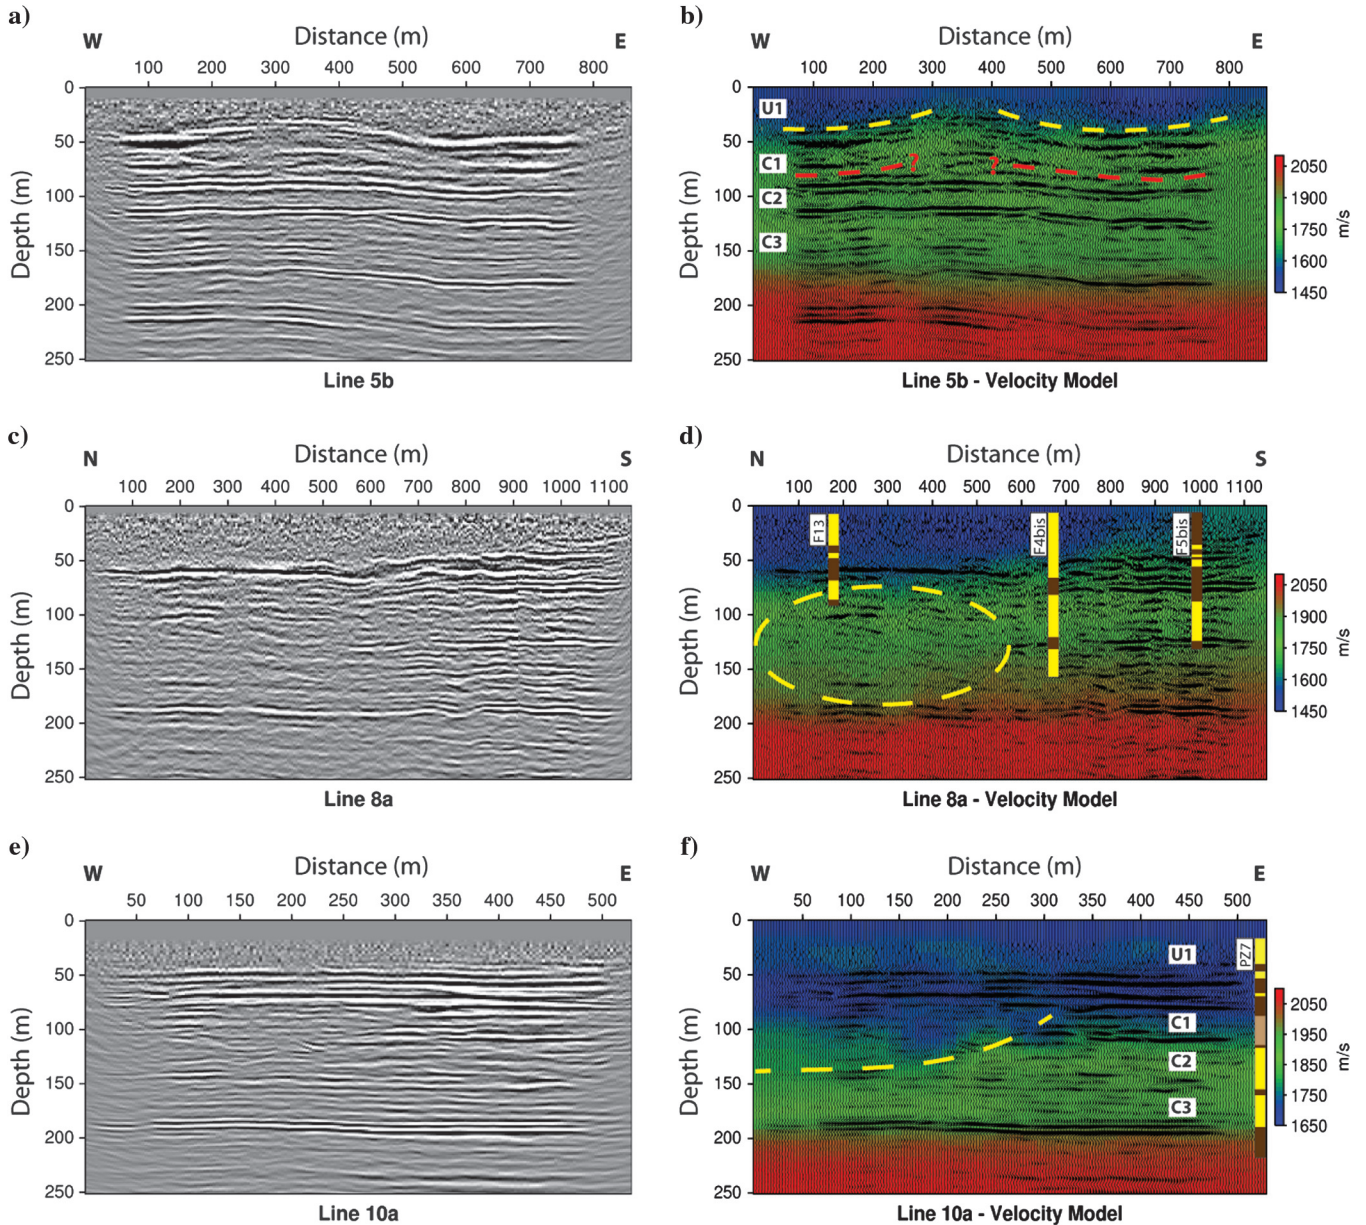 a)
W Distance (m) E
100 200 300 400 500 600 700 800
Depth (m)
0
50
100
150
200
250
Line 5b
b)
W Distance (m) E
100 200 300 400 500 600 700 800
Depth (m)
0
50
100
150
200
250
U1
C1
? ?
C2
C3
2050
1900
1750
1600
1450
m/s
Line 5b - Velocity Model
c)
N Distance (m) S
100 200 300 400 500 600 700 800 900 1000 1100
Depth (m)
0
50
100
150
200
250
Line 8a
d)
N Distance (m) S
100 200 300 400 500 600 700 800 900 1000 1100
Depth (m)
0
50
100
150
200
250
F13
F4bis
F5bis
2050
1900
1750
1600
1450
m/s
Line 8a - Velocity Model
e)
W Distance (m) E
50 100 150 200 250 300 350 400 450 500
Depth (m)
0
50
100
150
200
250
Line 10a
f)
W Distance (m) E
50 100 150 200 250 300 350 400 450 500
Depth (m)
0
50
100
150
200
250
U1
PZ7
C1
C2
C3
2050
1950
1850
1750
1650
m/s
Line 10a - Velocity Model